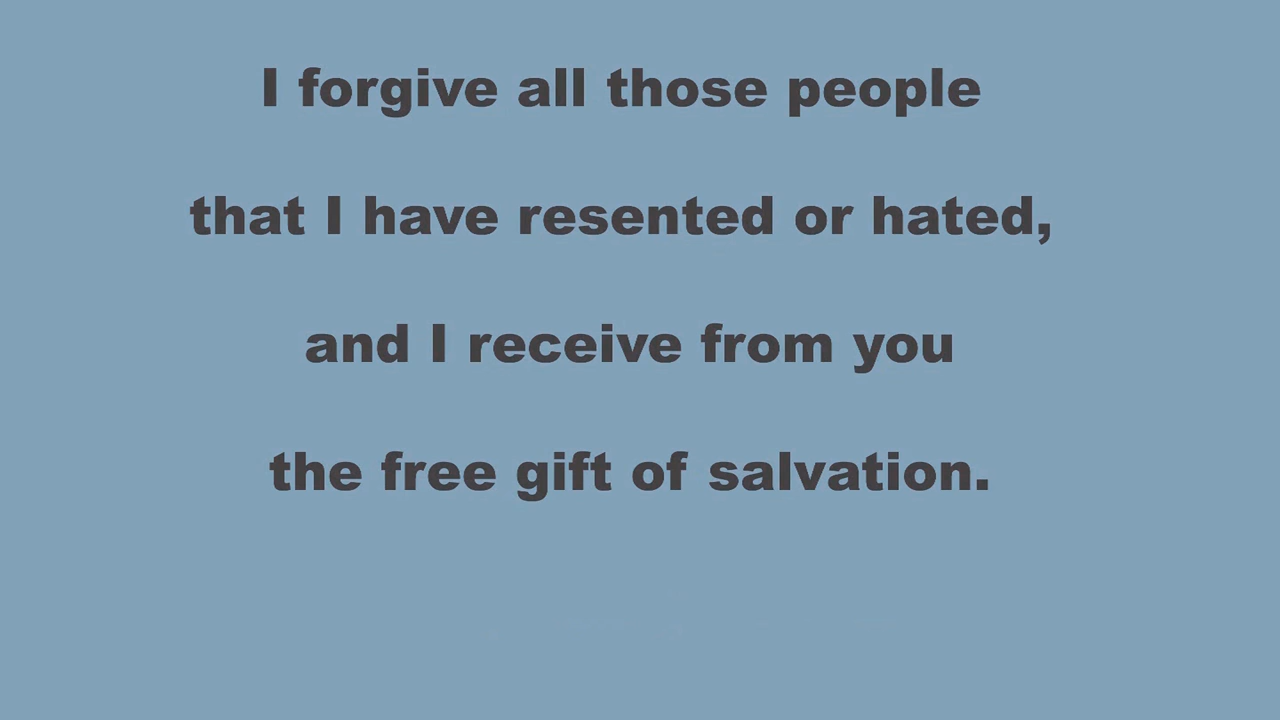 I forgive all those people
that I have resented or hated,
and I receive from you
the free gift of salvation.